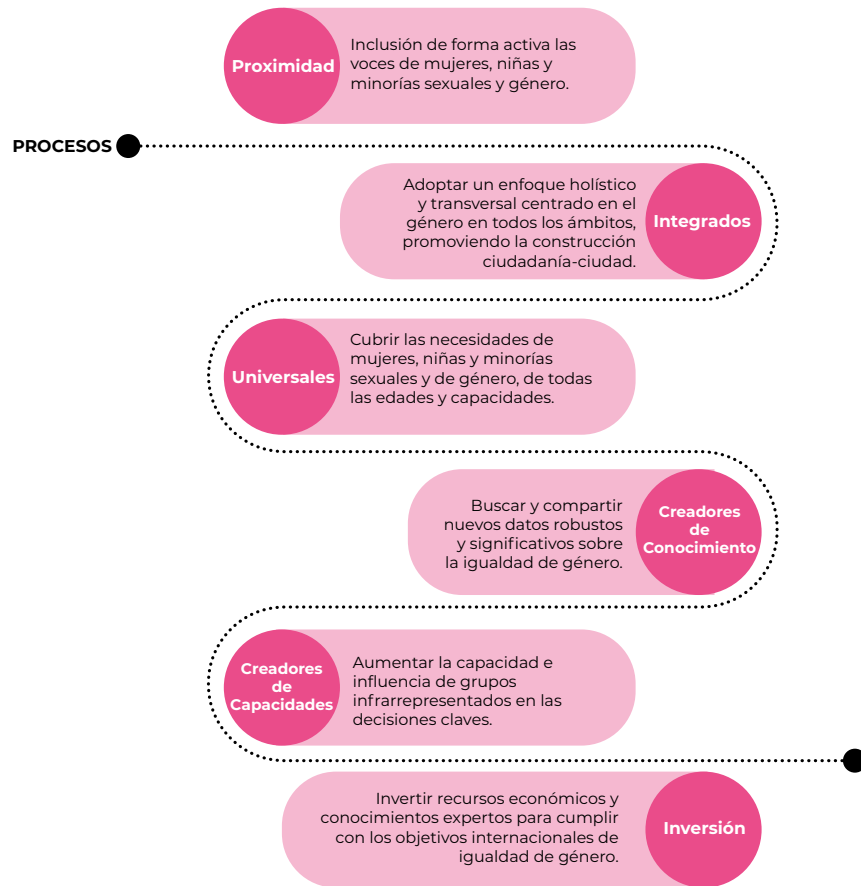 Proximidad
Inclusión de forma activa las
voces de mujeres, niñas y
minorías sexuales y género.
PROCESOS
Adoptar un enfoque holístico
y transversal centrado en el
género en todos los ámbitos,
promoviendo la construcción
ciudadanía-ciudad.
Integrados
Universales
Cubrir las necesidades de
mujeres, niñas y minorías
sexuales y de género, de todas
las edades y capacidades.
Buscar y compartir
nuevos datos robustos
y significativos sobre
la igualdad de género.
Creadores
de
Conocimiento
Creadores
de
Capacidades
Aumentar la capacidad e
influencia de grupos
infrarrepresentados en las
decisiones claves.
Invertir recursos económicos y
conocimientos expertos para cumplir
con los objetivos internacionales de
igualdad de género.
Inversión